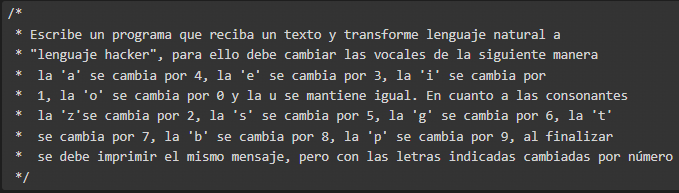 /*
 * Escribe un programa que reciba un texto y transforme lenguaje natural a
 * "lenguaje hacker", para ello debe cambiar las vocales de la siguiente manera
 *  la 'a' se cambia por 4, la 'e' se cambia por 3, la 'i' se cambia por
 *  1, la 'o' se cambia por 0 y la u se mantiene igual. En cuanto a las consonantes
 *  la 'z'se cambia por 2, la 's' se cambia por 5, la 'g' se cambia por 6, la 't'
 *  se cambia por 7, la 'b' se cambia por 8, la 'p' se cambia por 9, al finalizar
 *  se debe imprimir el mismo mensaje, pero con las letras indicadas cambiadas por número
 */